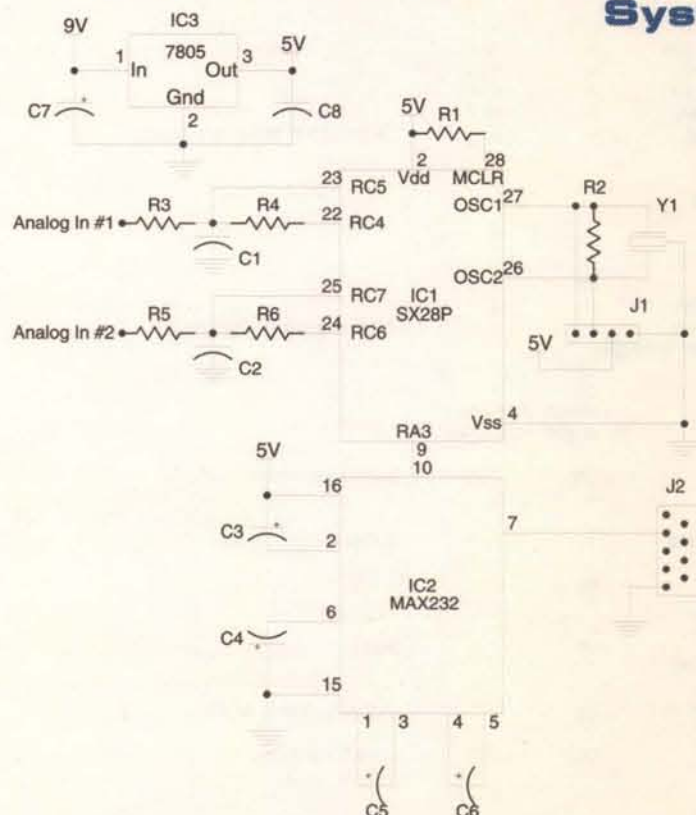 Sys
IC3
9V
1
7805
3
5V
In
Out
Gnd
C7
2
C8
5V
R1
2
28
23
RC5
Vdd
MCLR
R3
R4
22
RC4
OSC1
27
R2
Y1
Analog In #1
C1
OSC2
26
25
RC7
IC1
SX28P
J1
R5
R6
24
RC6
Analog In #2
5V
C2
Vss
4
RA3
9
5V
10
J2
16
7
C3
2
IC2
MAX232
6
C4
15
1
3
4
5
C5
C6